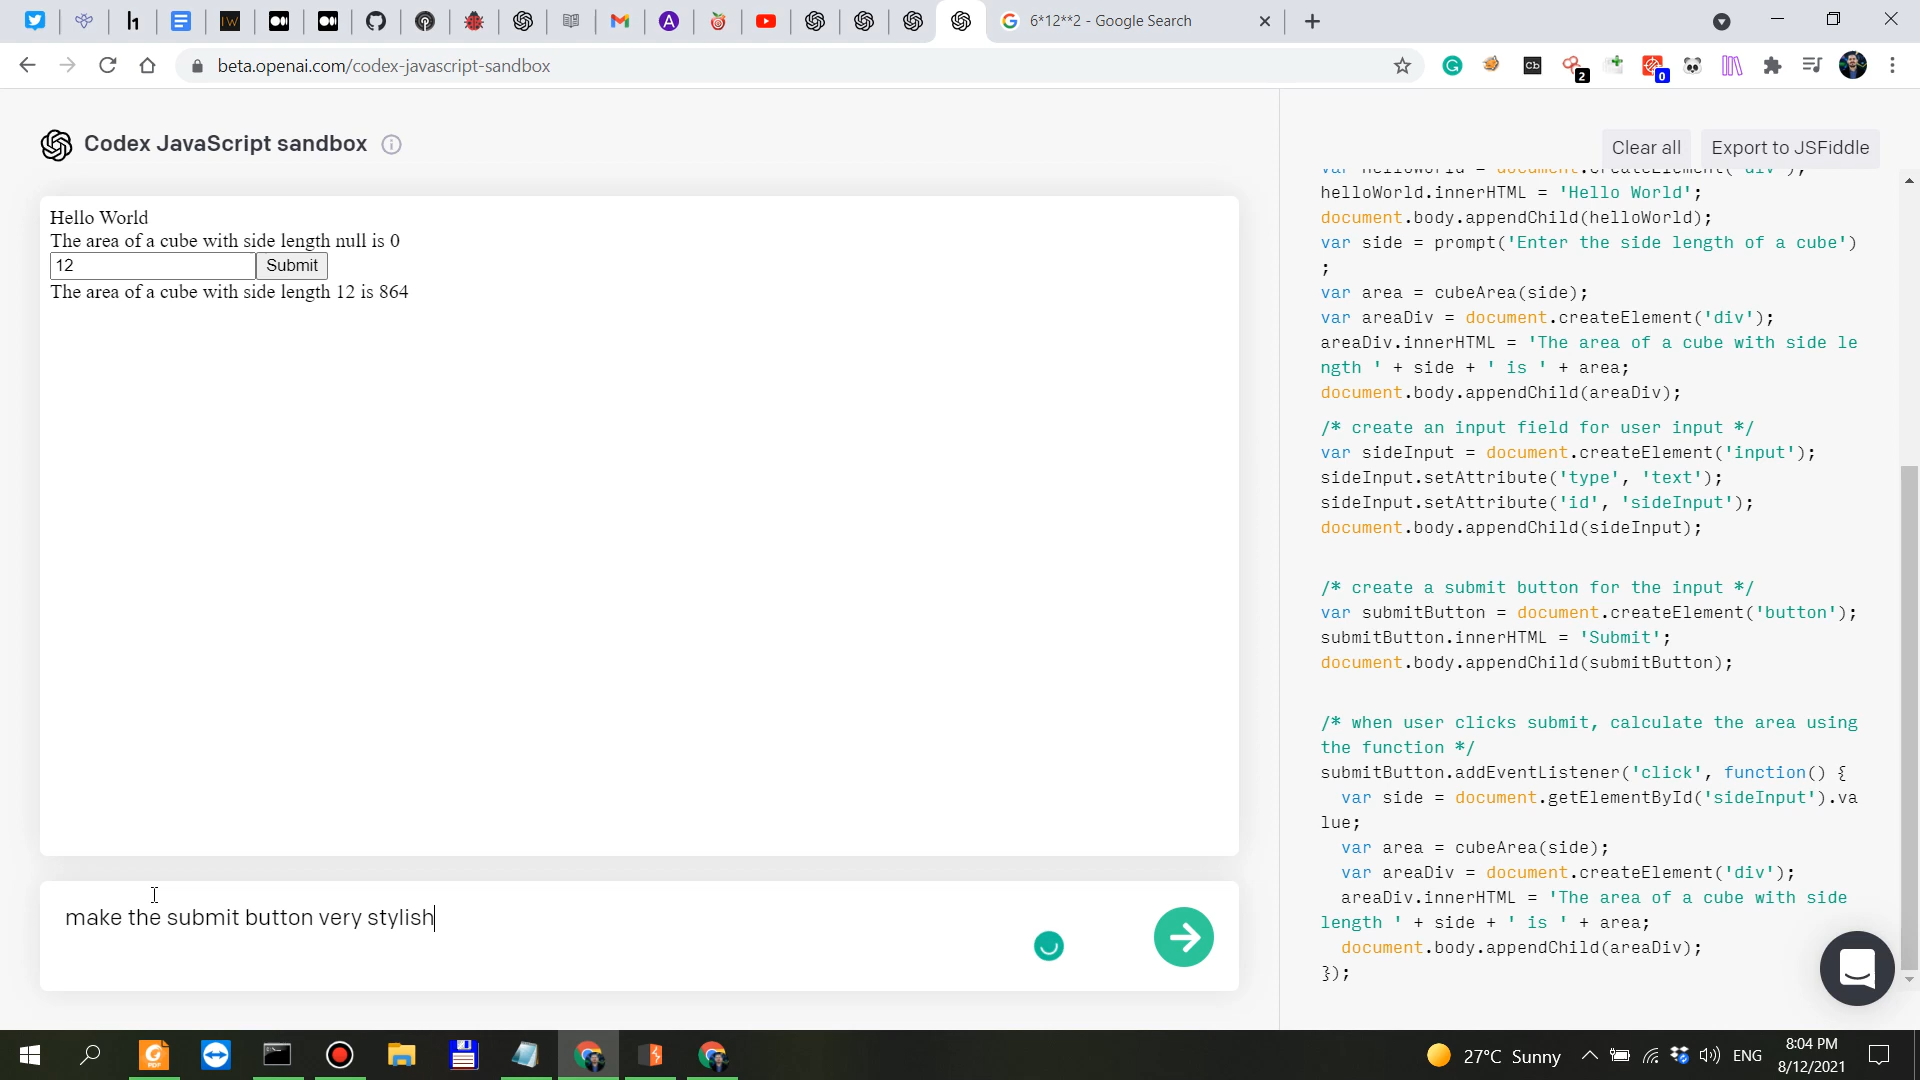 6*12**2 - Google Search
beta.openai.com/codex-javascript-sandbox
2
0
Codex JavaScript sandbox
Clear all
Export to JSFiddle
Hello World
The area of a cube with side length null is 0
12
Submit
The area of a cube with side length 12 is 864
make the submit button very stylish
var helloWorld = document.createElement('div');
helloWorld.innerHTML = 'Hello World';
document.body.appendChild(helloWorld);
var side = prompt('Enter the side length of a cube')
;
var area = cubeArea(side);
var areaDiv = document.createElement('div');
areaDiv.innerHTML = 'The area of a cube with side le
ngth ' + side + ' is ' + area;
document.body.appendChild(areaDiv);
/* create an input field for user input */
var sideInput = document.createElement('input');
sideInput.setAttribute('type', 'text');
sideInput.setAttribute('id', 'sideInput');
document.body.appendChild(sideInput);
/* create a submit button for the input */
var submitButton = document.createElement('button');
submitButton.innerHTML = 'Submit';
document.body.appendChild(submitButton);
/* when user clicks submit, calculate the area using
the function */
submitButton.addEventListener('click', function() {
var side = document.getElementById('sideInput').va
lue;
var area = cubeArea(side);
var areaDiv = document.createElement('div');
areaDiv.innerHTML = 'The area of a cube with side
length ' + side + ' is ' + area;
document.body.appendChild(areaDiv);
});
27°C Sunny
ENG
8:04 PM
8/12/2021